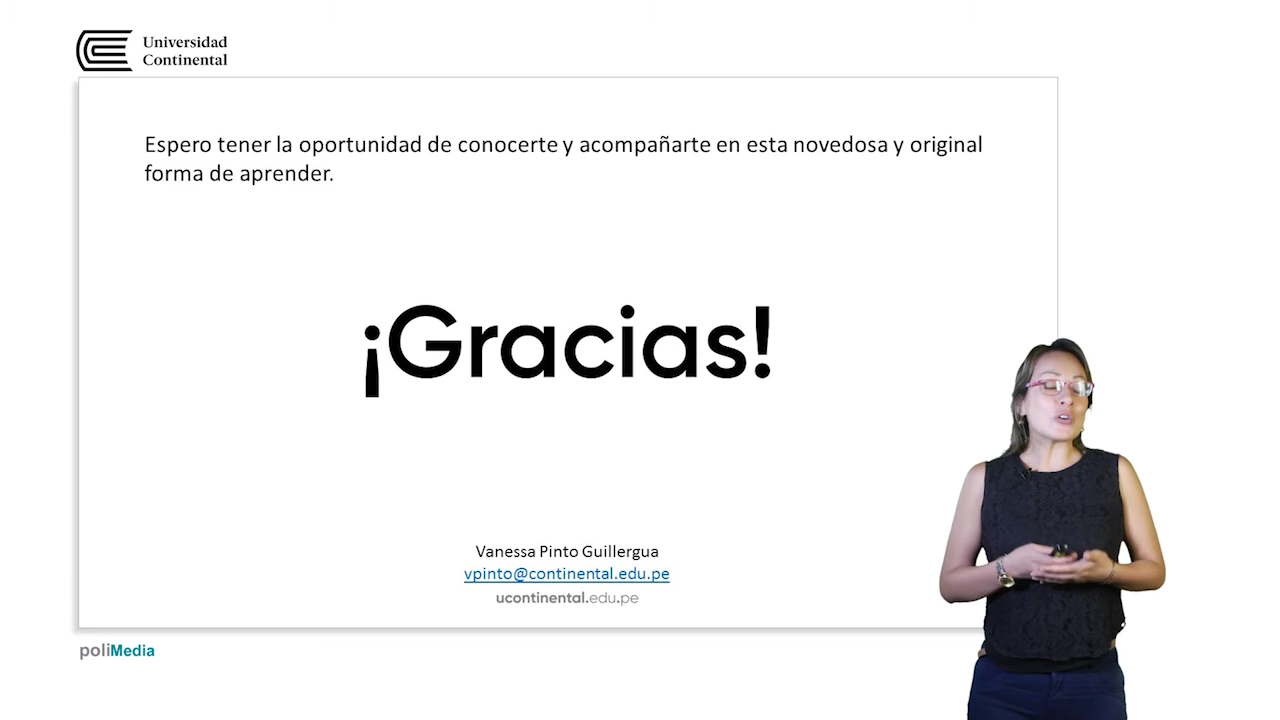 Universidad
Continental
Espero tener la oportunidad de conocerte y acompañarte en esta novedosa y original
forma de aprender.
¡Gracias!
Vanessa Pinto Guillergua
vpinto@continental.edu.pe
ucontinental.edu.pe
poliMedia